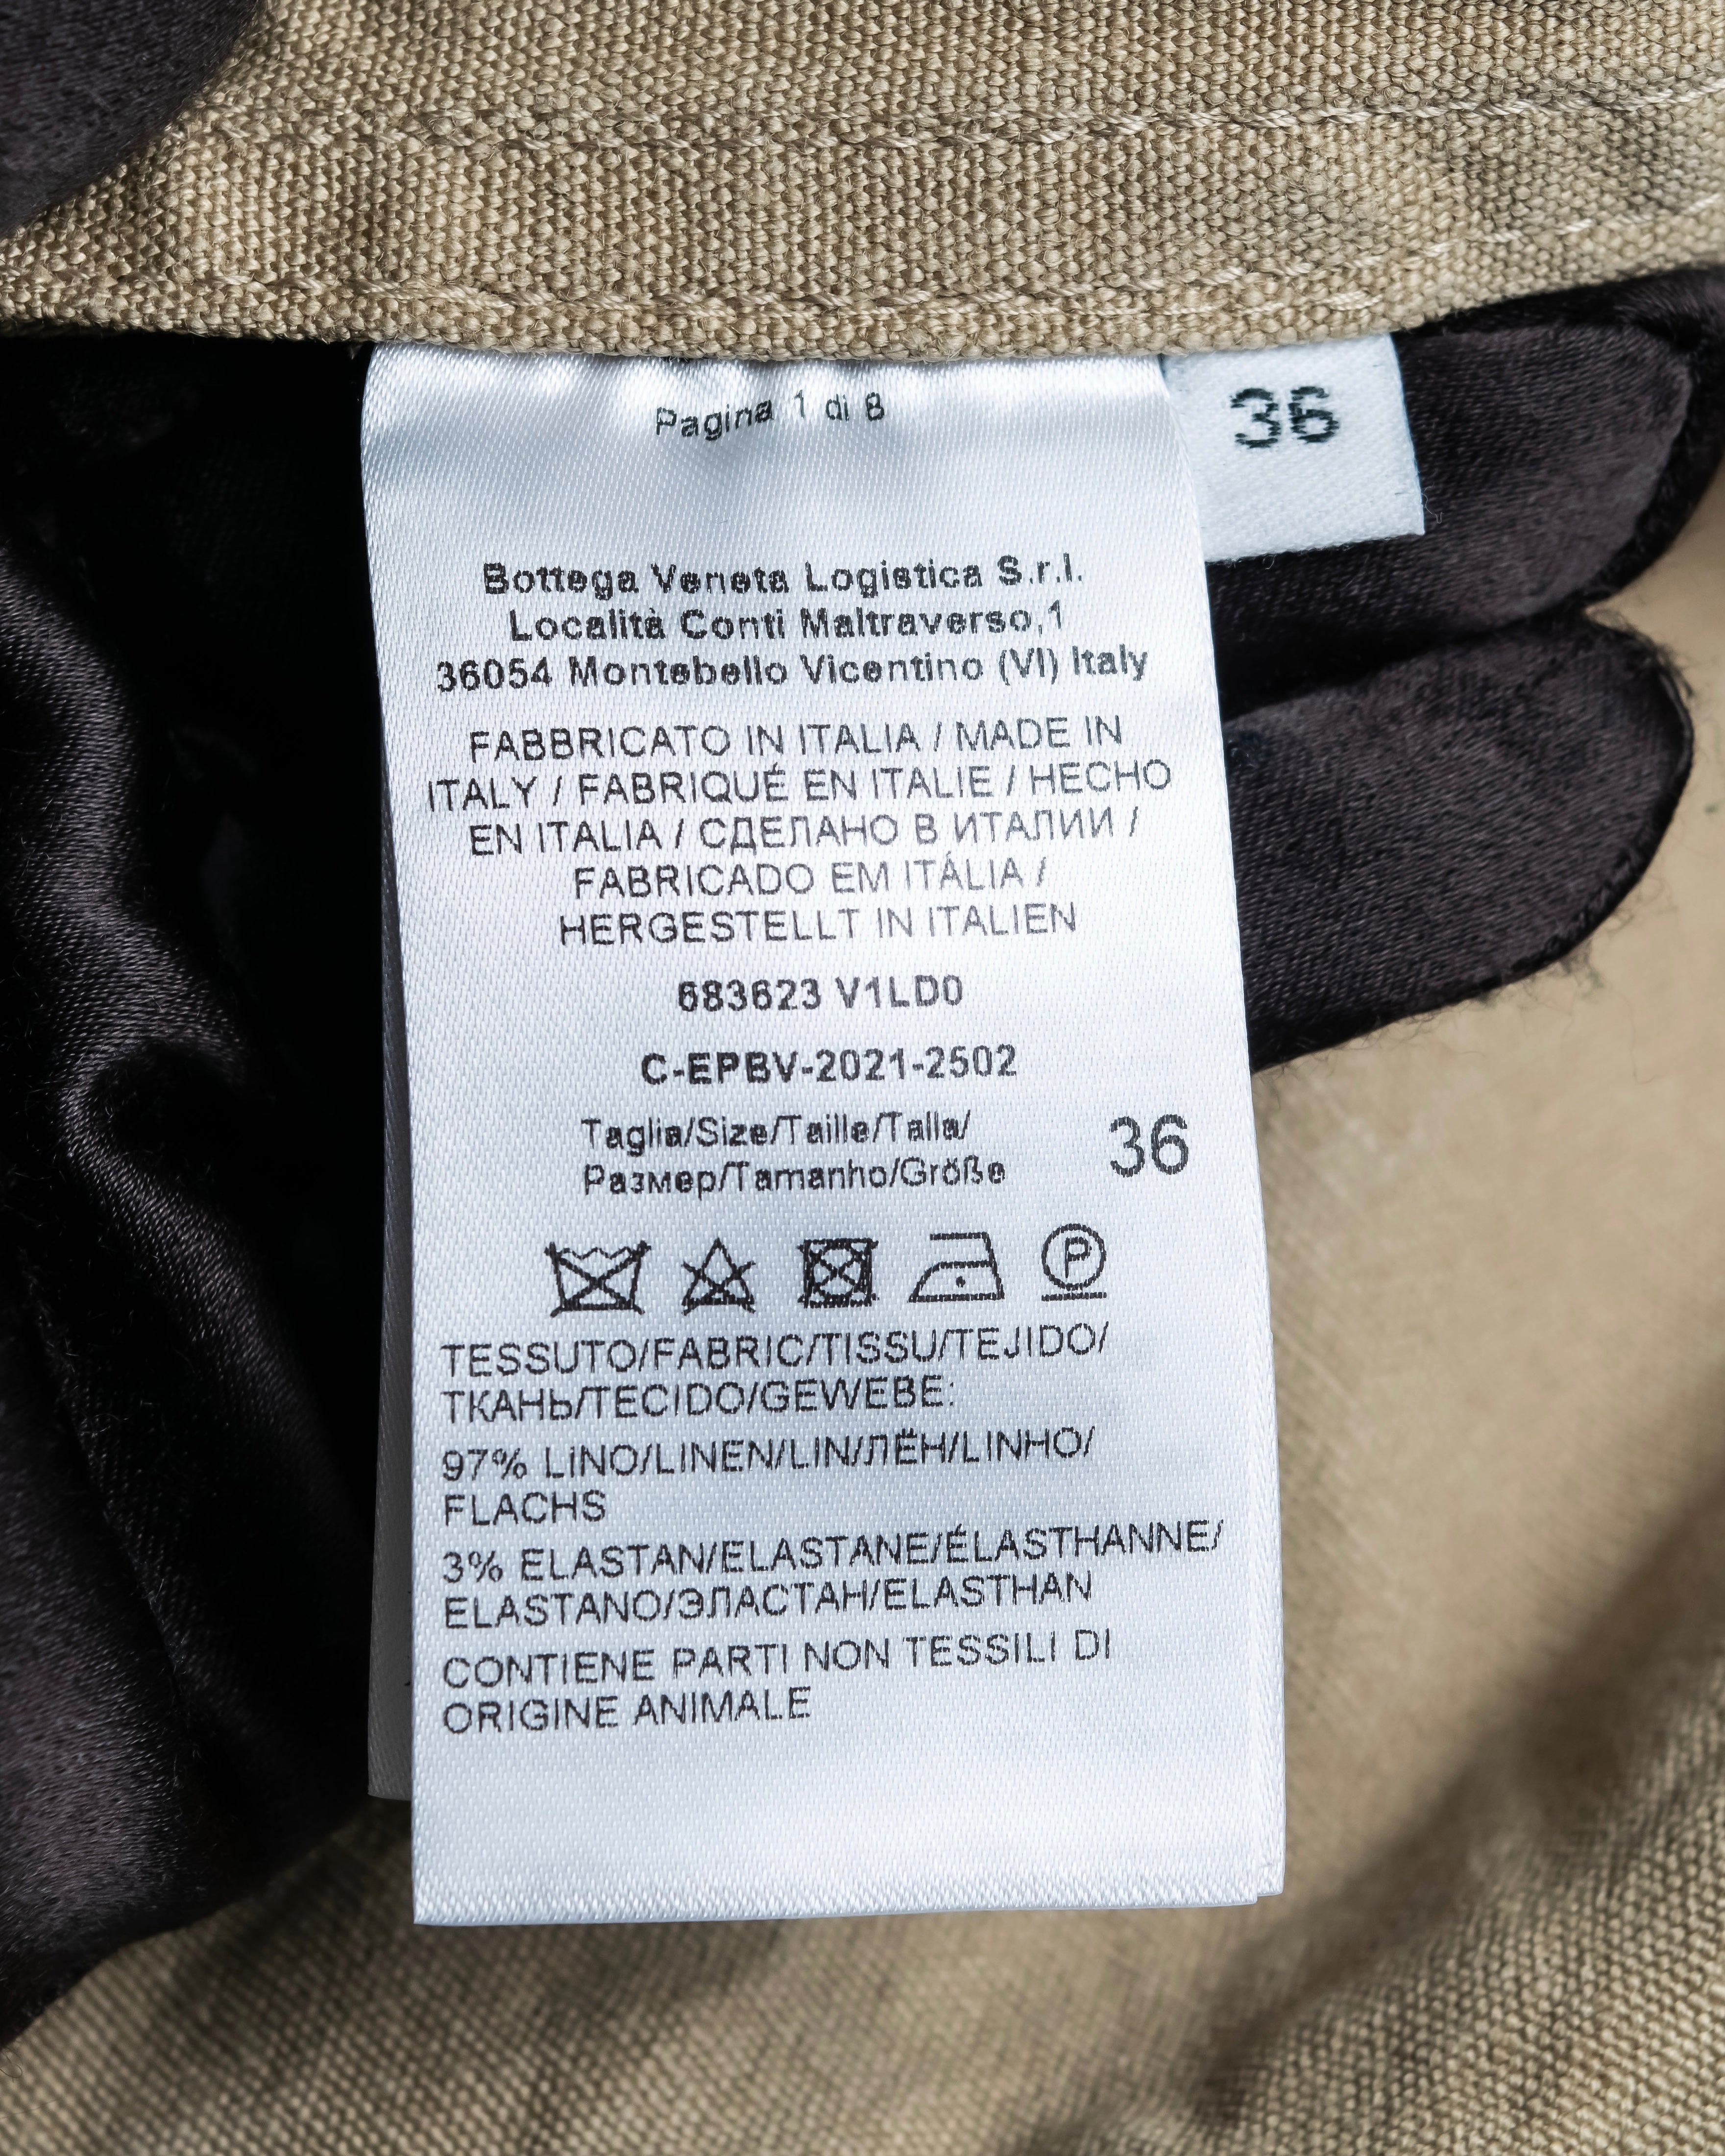 Pagina 1 di 8
36
Bottega Veneta Logistica S.r.l.
Località Conti Maltraverso,1
36054 Montebello Vicentino (VI) Italy
FABBRICATO IN ITALIA / MADE IN
ITALY / FABRIQUÉ EN ITALIE / HECHO
EN ITALIA / СДЕЛАНО В ИТАЛИИ /
FABRICADO EM ITÁLIA /
HERGESTELLT IN ITALIEN
683623 V1LD0
C-EPBV-2021-2502
Taglia/Size/Taille/Talla/
Размер/Tamanho/Größe
36
TESSUTO/FABRIC/TISSU/TEJIDO/
ТКАНЬ/TECIDO/GEWEBE:
97% LINO/LINEN/LIN/ЛЁН/LINHO/
FLACHS
3% ELASTAN/ELASTANE/ÉLASTHANNE/
ELASTANO/ЭЛАСТАН/ELASTHAN
CONTIENE PARTI NON TESSILI DI
ORIGINE ANIMALE